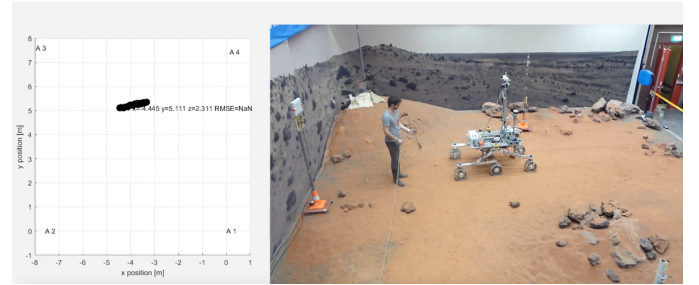 8
A 3
A 4
7
6
5
x=-4.445 y=5.111 z=2.311 RMSE=NaN
4
3
2
1
0
A 2
A 1
-1
-8 -7 -6 -5 -4 -3 -2 -1 0 1
x position [m]
y position [m]